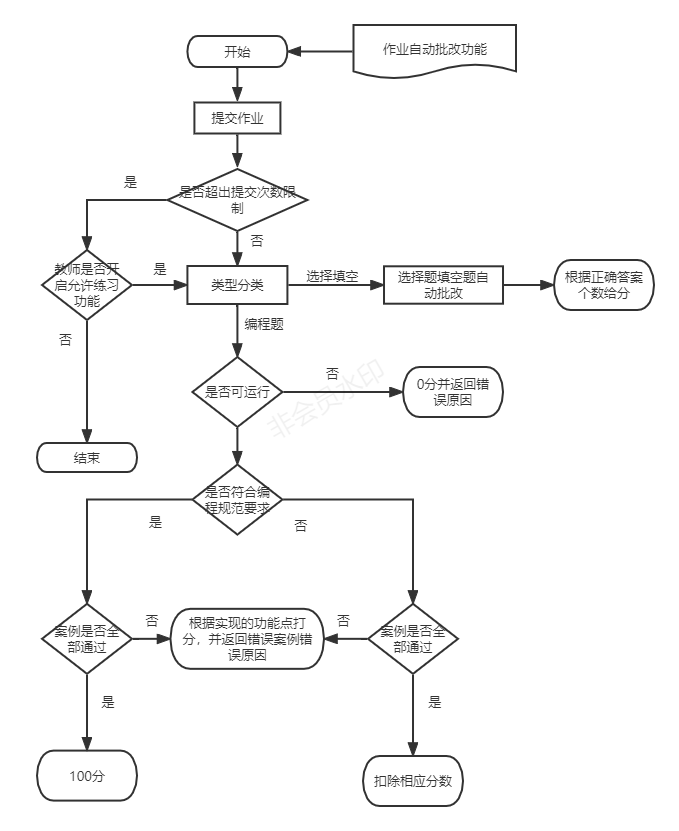 作业自动批改功能
开始
提交作业
是
是否超出提交次数限
制
否
教师是否开
启允许练习
功能
是
类型分类
选择填空
选择题填空题自
动批改
根据正确答案
个数给分
否
编程题
是否可运行
否
0分并返回错
误原因
非会员水印
结束
是否符合编
程规范要求
是
否
案例是否全
部通过
否
根据实现的功能点打
分，并返回错误案例错
误原因
否
案例是否全
部通过
是
是
100分
扣除相应分数